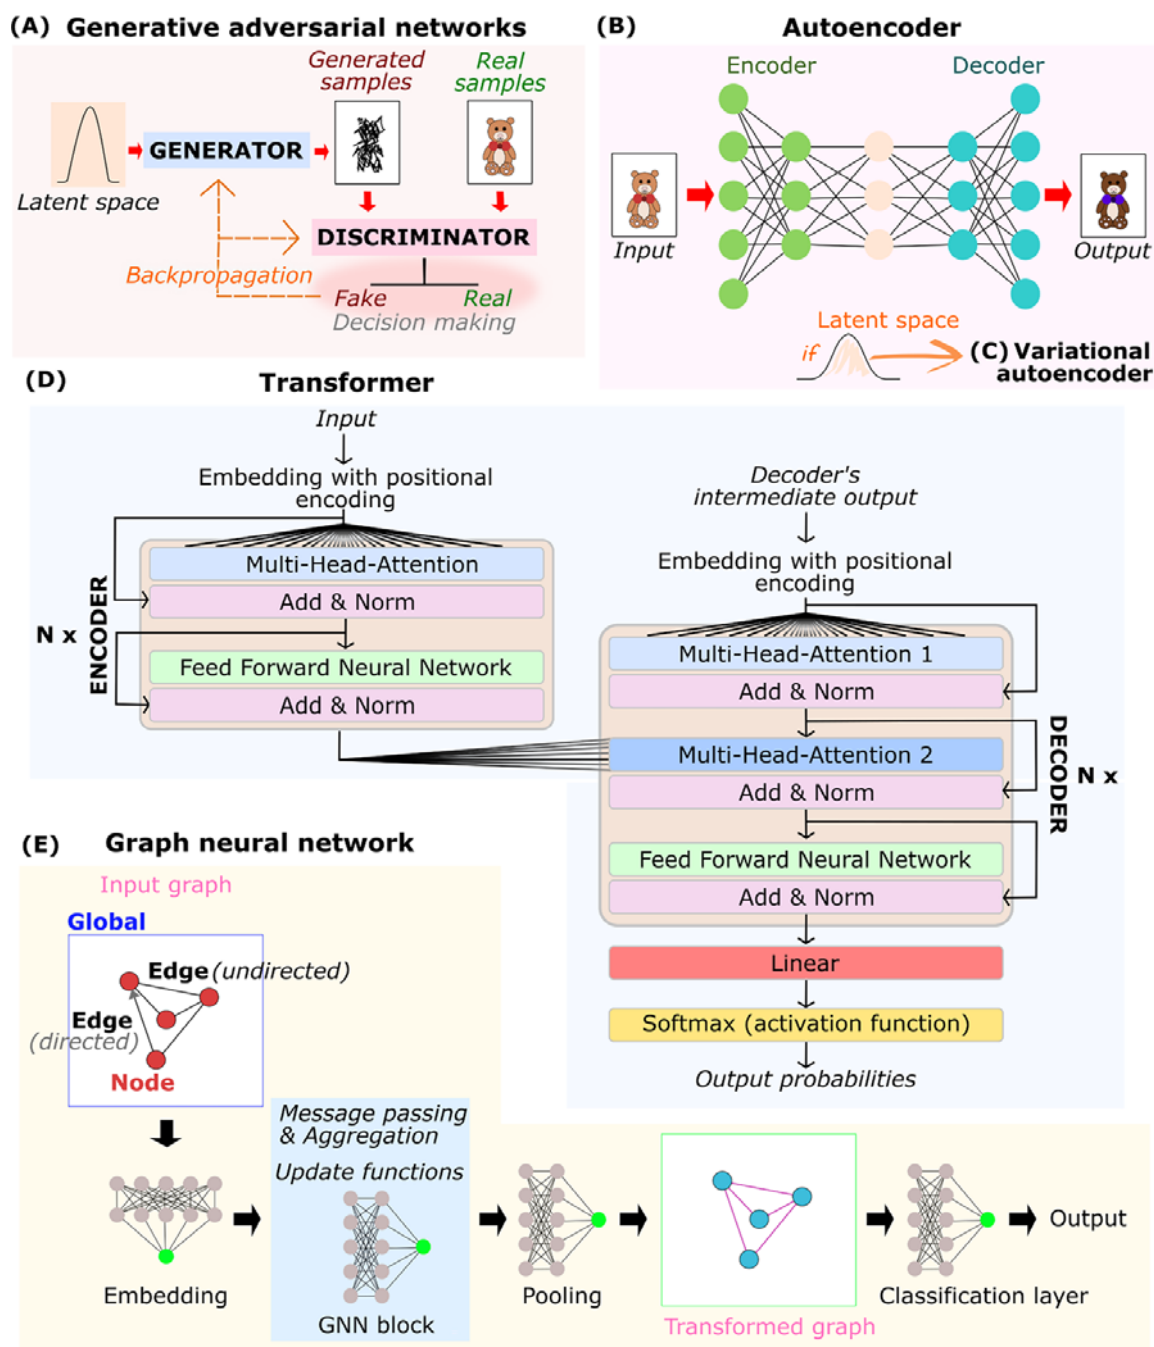 (A) Generative adversarial networks
Generated
samples
Real
samples
GENERATOR
Latent space
DISCRIMINATOR
Backpropagation
Fake
Real
Decision making
(B) Autoencoder
Encoder
Decoder
Input
Output
Latent space
if
(C) Variational
autoencoder
(D) Transformer
Input
Embedding with positional
encoding
Multi-Head-Attention
Add & Norm
Feed Forward Neural Network
Add & Norm
N x
ENCODER
Decoder's
intermediate output
Embedding with positional
encoding
Multi-Head-Attention 1
Add & Norm
Multi-Head-Attention 2
Add & Norm
Feed Forward Neural Network
Add & Norm
DECODER
N x
Linear
Softmax (activation function)
Output probabilities
(E) Graph neural network
Input graph
Global
Edge (undirected)
Edge
(directed)
Node
Embedding
Message passing
& Aggregation
Update functions
GNN block
Pooling
Transformed graph
Classification layer
Output